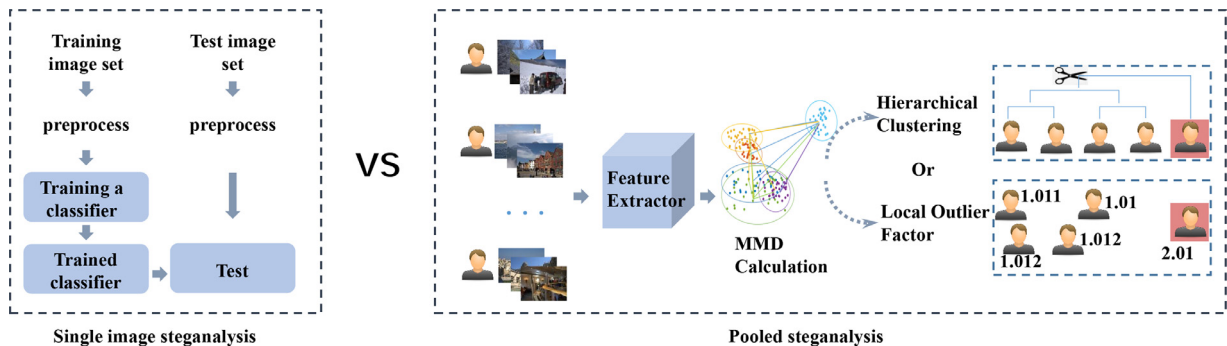 Training
image set
Test image
set
preprocess
preprocess
Training a
classifier
Trained
classifier
Test
Single image steganalysis
VS
. . .
Feature
Extractor
MMD
Calculation
Hierarchical
Clustering
Or
Local Outlier
Factor
1.011
1.01
1.012
1.012
2.01
Pooled steganalysis